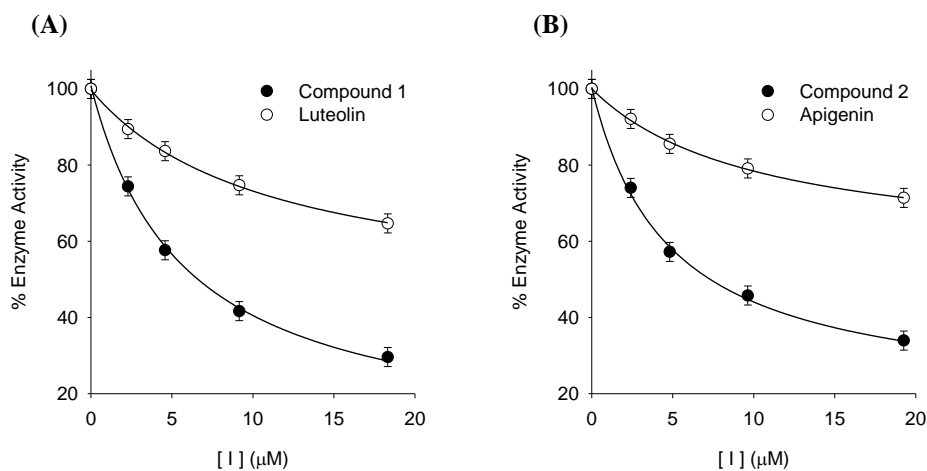 (A)
Compound 1
Luteolin
100
80
60
40
20
% Enzyme Activity
0 5 10 15 20
[ I ] (μM)
(B)
Compound 2
Apigenin
100
80
60
40
20
% Enzyme Activity
0 5 10 15 20
[ I ] (μM)